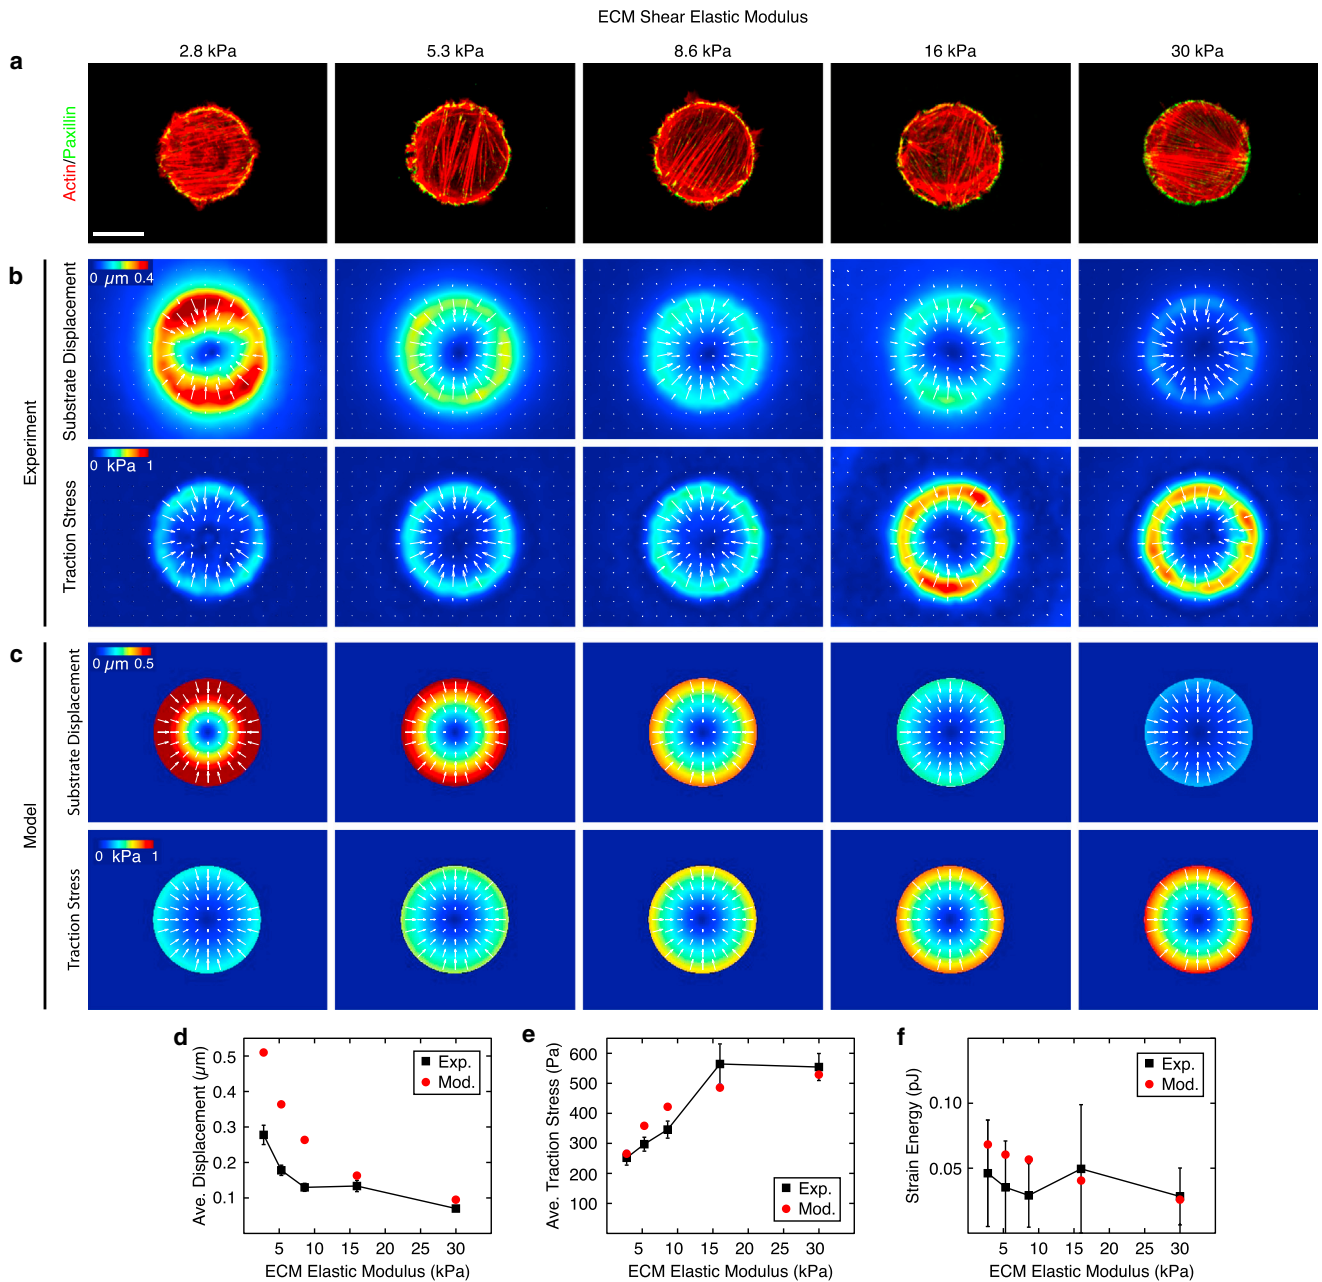 ECM Shear Elastic Modulus
2.8 kPa 5.3 kPa 8.6 kPa 16 kPa 30 kPa
a
Actin/Paxillin
Experiment
b
Substrate Displacement
0 µm 0.4
Traction Stress
0 kPa 1
Model
c
Substrate Displacement
0 µm 0.5
Traction Stress
0 kPa 1
d
Ave. Displacement (µm)
0.5
0.4
0.3
0.2
0.1
5 10 15 20 25 30
ECM Elastic Modulus (kPa)
Exp.
Mod.
e
Ave. Traction Stress (Pa)
600
500
400
300
200
100
5 10 15 20 25 30
ECM Elastic Modulus (kPa)
Exp.
Mod.
f
Strain Energy (pJ)
0.10
0.05
5 10 15 20 25 30
ECM Elastic Modulus (kPa)
Exp.
Mod.